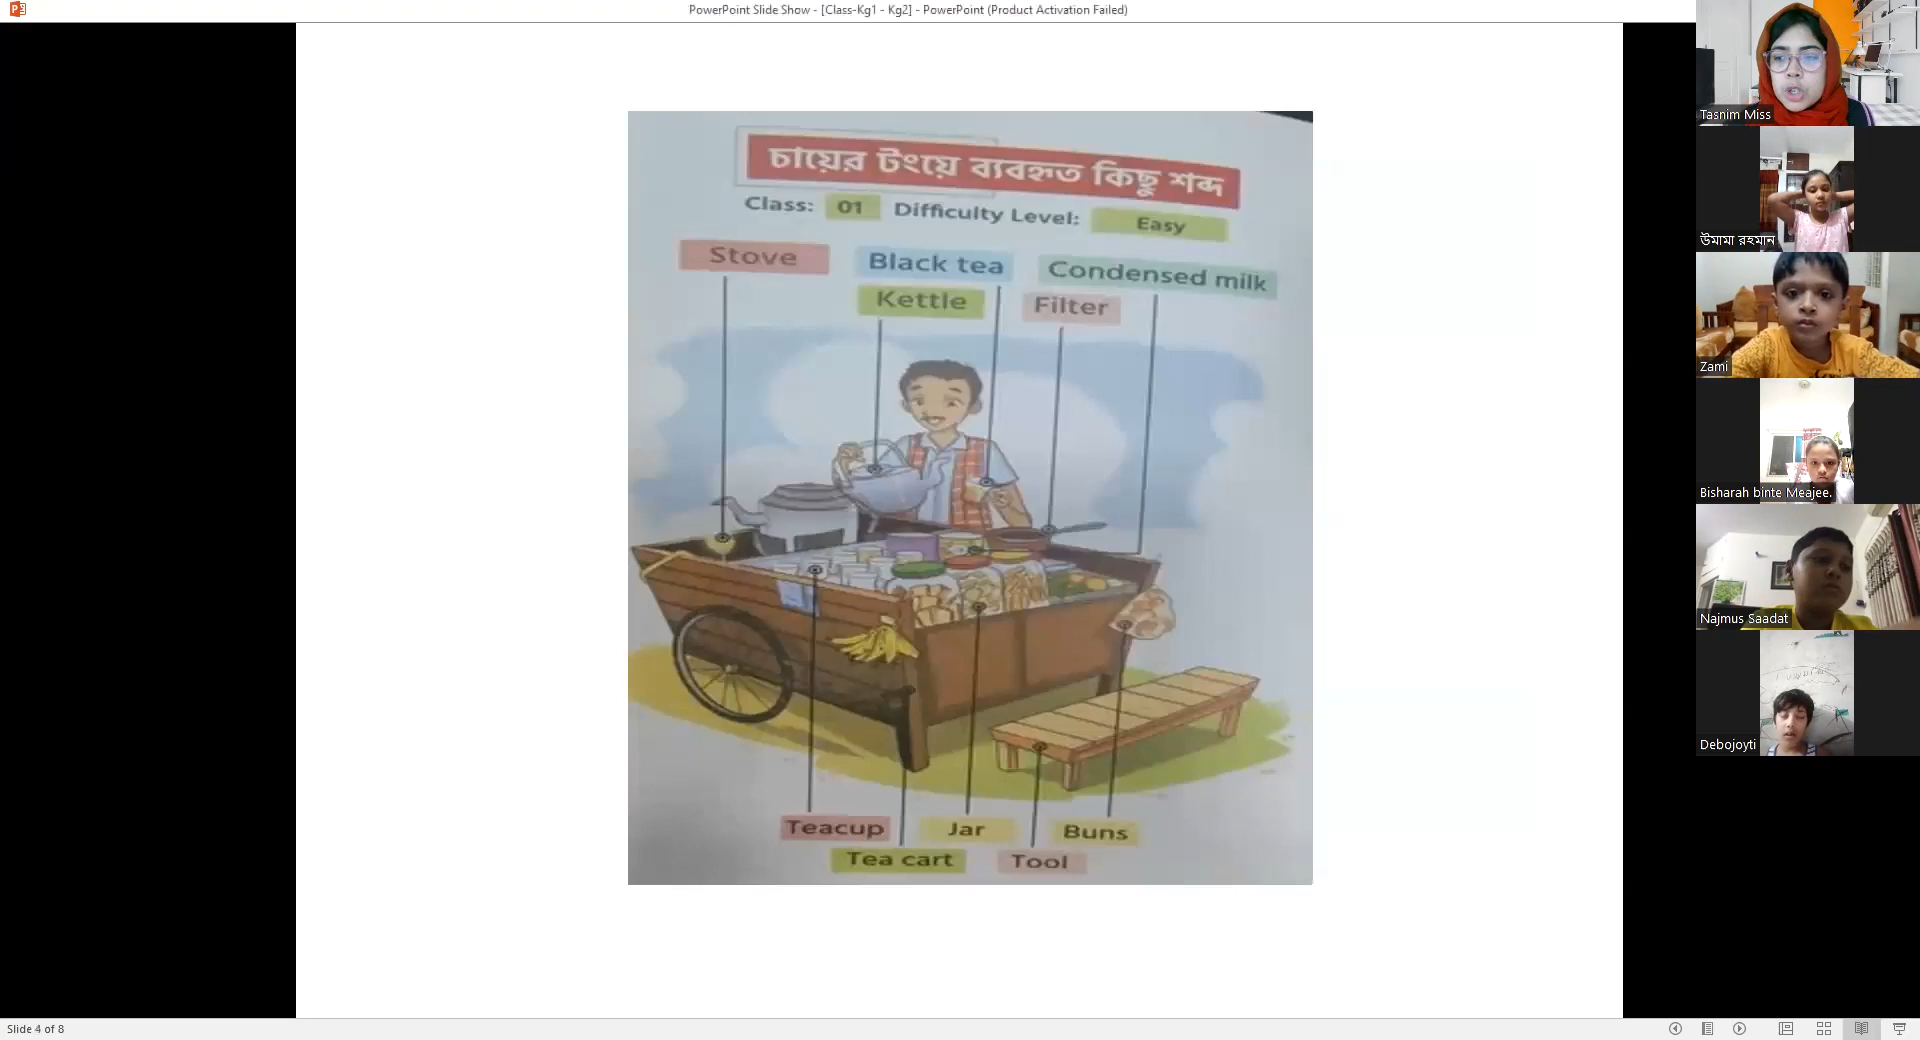 PowerPoint Slide Show - [Class-Kg1 - Kg2] - PowerPoint (Product Activation Failed)
চায়ের টংয়ে ব্যবহৃত কিছু শব্দ
Class: 01 Difficulty Level: Easy
Stove Black tea Condensed milk
Kettle Filter
Teacup Jar Buns
Tea cart Tool
Tasnim Miss
উমামা রহমান
Zami
Bisharah binte Meajee.
Najmus Saadat
Debojoyti
Slide 4 of 8